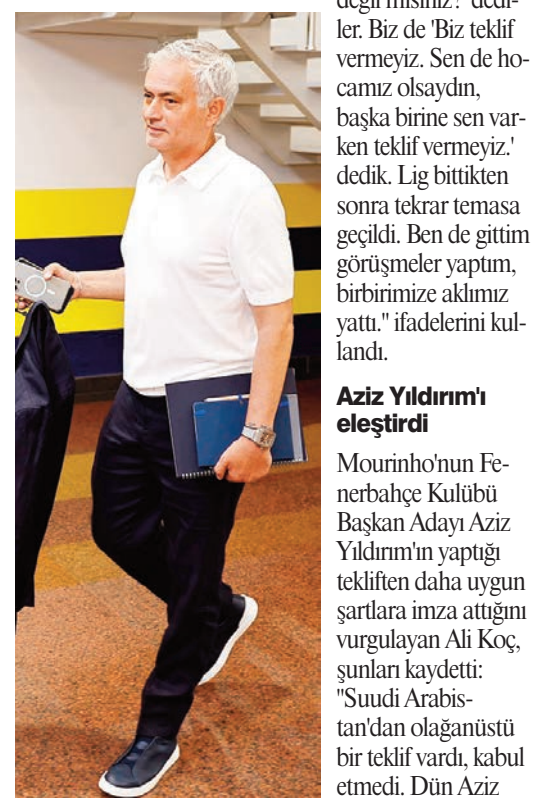 değil misiniz?' dedi-
ler. Biz de 'Biz teklif
vermeyiz. Sen de ho-
camız olsaydın,
başka birine sen var-
ken teklif vermeyiz.'
dedik. Lig bittikten
sonra tekrar temasa
geçildi. Ben de gittim
görüşmeler yaptım,
birbirimize aklımız
yattı." ifadelerini kul-
landı.
Aziz Yıldırım'ı
eleştirdi
Mourinho'nun Fe-
nerbahçe Kulübü
Başkan Adayı Aziz
Yıldırım'ın yaptığı
tekliften daha uygun
şartlara imza attığını
vurgulayan Ali Koç,
şunları kaydetti:
"Suudi Arabis-
tan'dan olağanüstü
bir teklif vardı, kabul
etmedi. Dün Aziz